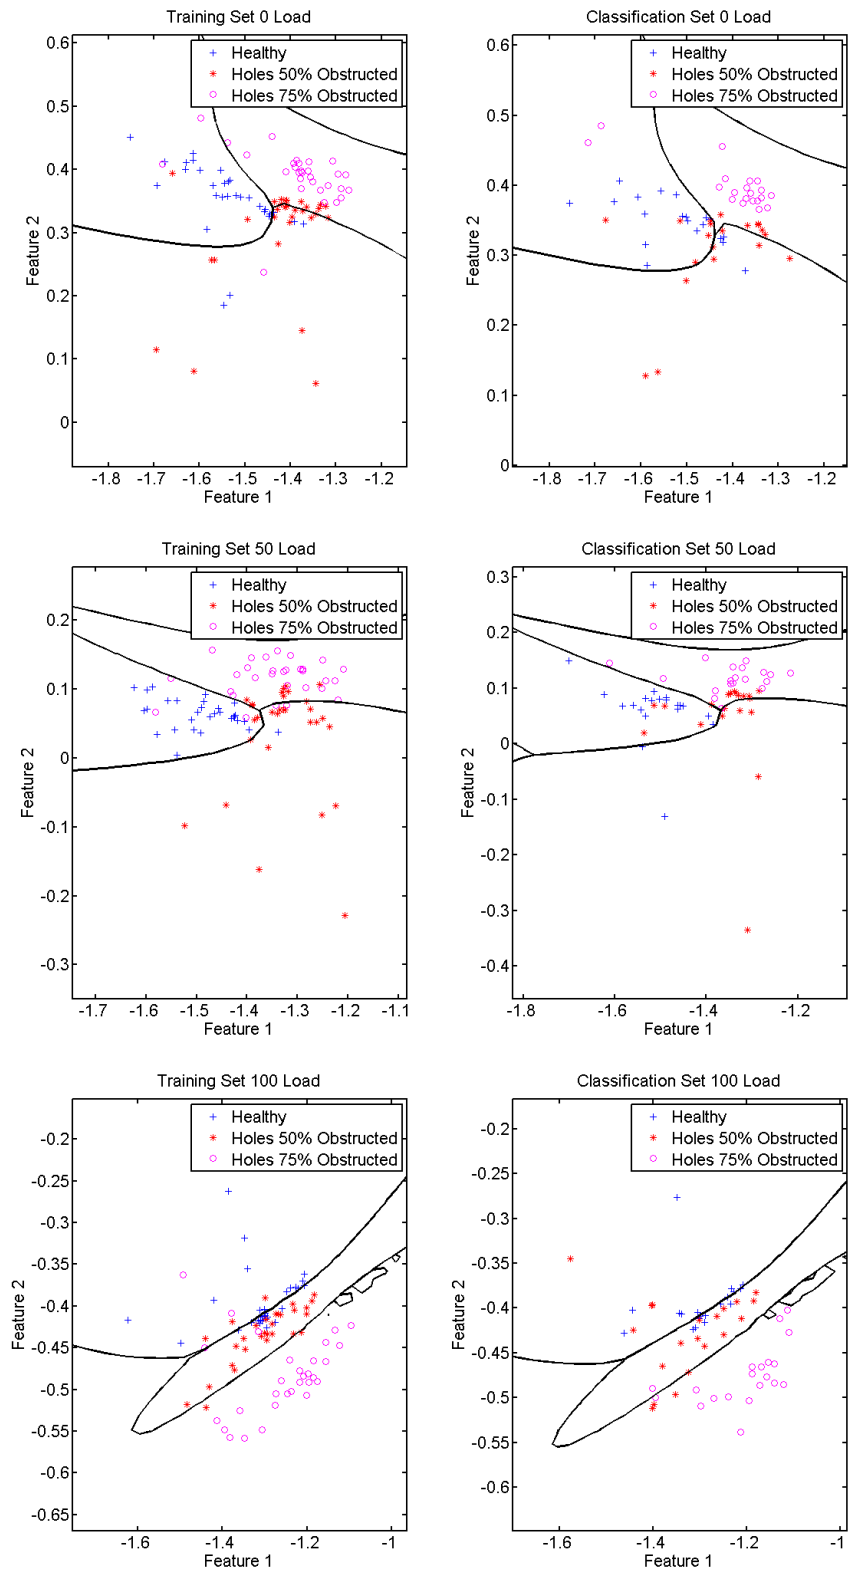 Training Set 0 Load
Healthy
Holes 50% Obstructed
Holes 75% Obstructed
0.6
0.5
0.4
0.3
0.2
0.1
0
Feature 2
-1.8 -1.7 -1.6 -1.5 -1.4 -1.3 -1.2
Feature 1
Classification Set 0 Load
Healthy
Holes 50% Obstructed
Holes 75% Obstructed
0.6
0.5
0.4
0.3
0.2
0.1
0
Feature 2
-1.8 -1.7 -1.6 -1.5 -1.4 -1.3 -1.2
Feature 1
Training Set 50 Load
Healthy
Holes 50% Obstructed
Holes 75% Obstructed
0.2
0.1
0
-0.1
-0.2
-0.3
Feature 2
-1.7 -1.6 -1.5 -1.4 -1.3 -1.2 -1.1
Feature 1
Classification Set 50 Load
Healthy
Holes 50% Obstructed
Holes 75% Obstructed
0.3
0.2
0.1
0
-0.1
-0.2
-0.3
-0.4
Feature 2
-1.8 -1.6 -1.4 -1.2
Feature 1
Training Set 100 Load
Healthy
Holes 50% Obstructed
Holes 75% Obstructed
-0.2
-0.25
-0.3
-0.35
-0.4
-0.45
-0.5
-0.55
-0.6
-0.65
Feature 2
-1.6 -1.4 -1.2 -1
Feature 1
Classification Set 100 Load
Healthy
Holes 50% Obstructed
Holes 75% Obstructed
-0.2
-0.25
-0.3
-0.35
-0.4
-0.45
-0.5
-0.55
-0.6
Feature 2
-1.6 -1.4 -1.2 -1
Feature 1